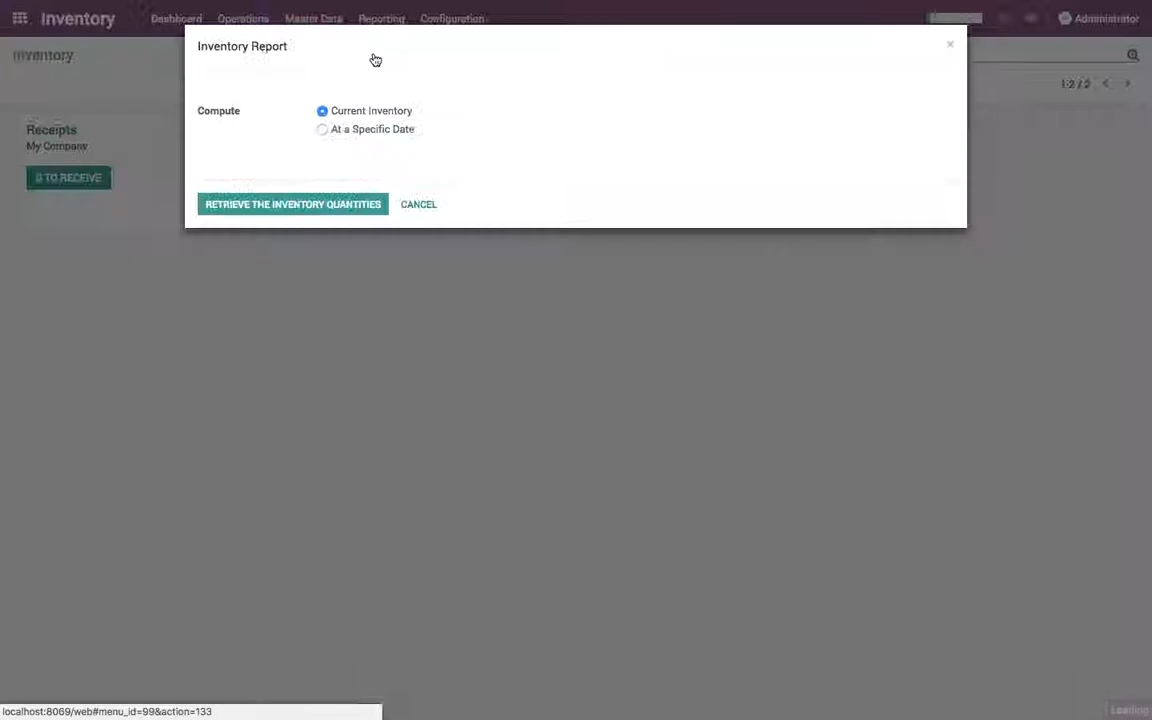 Inventory Dashboard Operations Master Data Reporting Configuration Administrator
Inventory Report
Inventory
1-2 / 2
Compute
Current Inventory
At a Specific Date
Receipts
My Company
0 TO RECEIVE
RETRIEVE THE INVENTORY QUANTITIES CANCEL
localhost:8069/web#menu_id=99&action=133
Loading